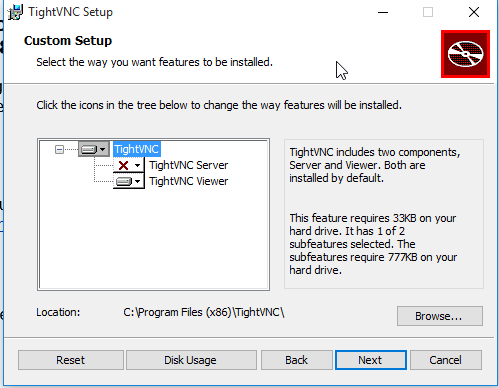 TightVNC Setup
Custom Setup
Select the way you want features to be installed.
Click the icons in the tree below to change the way features will be installed.
TightVNC
TightVNC Server
TightVNC Viewer
TightVNC includes two components,
Server and Viewer. Both are
installed by default.
This feature requires 33KB on your
hard drive. It has 1 of 2
subfeatures selected. The
subfeatures require 777KB on your
hard drive.
Location:
C:\Program Files (x86)\TightVNC\
Browse...
Reset
Disk Usage
Back
Next
Cancel